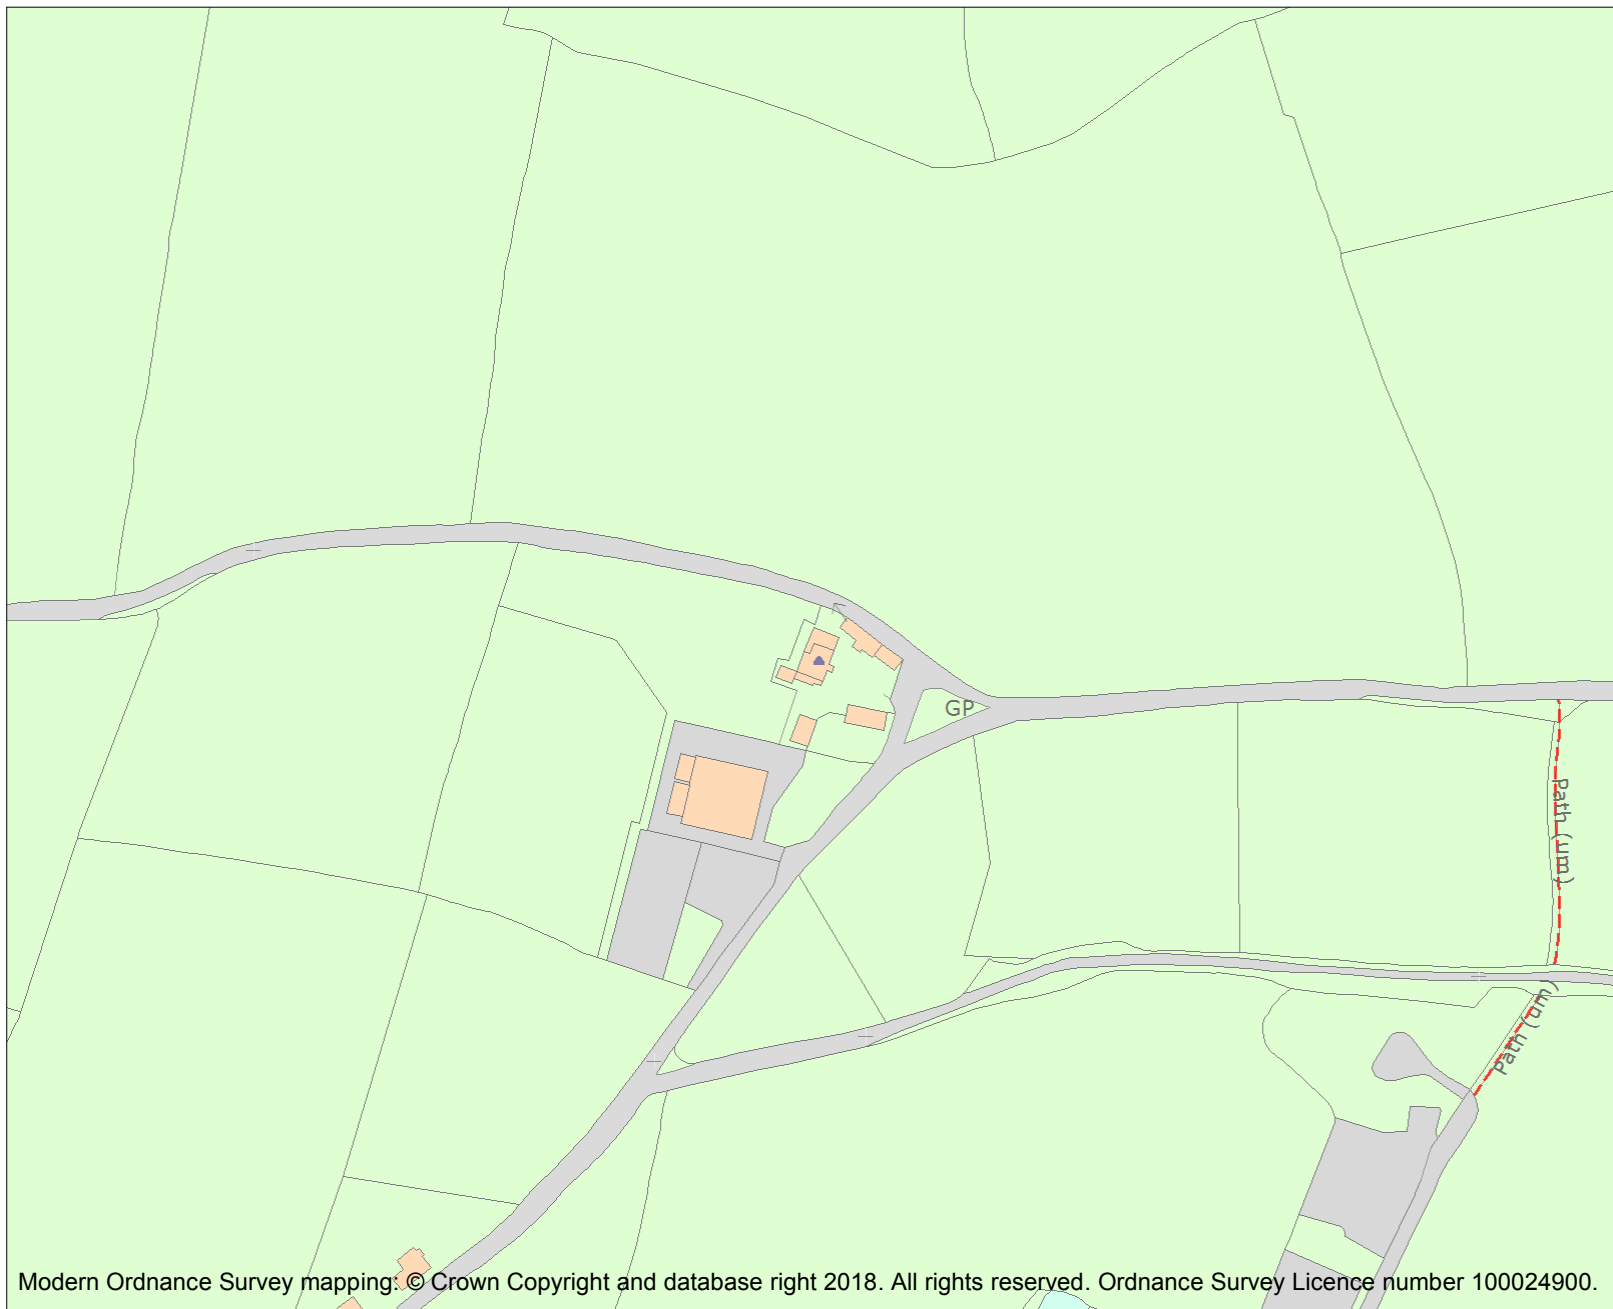 GP
Path (um)
Path (um)
Modern Ordnance Survey mapping: © Crown Copyright and database right 2018. All rights reserved. Ordnance Survey Licence number 100024900.